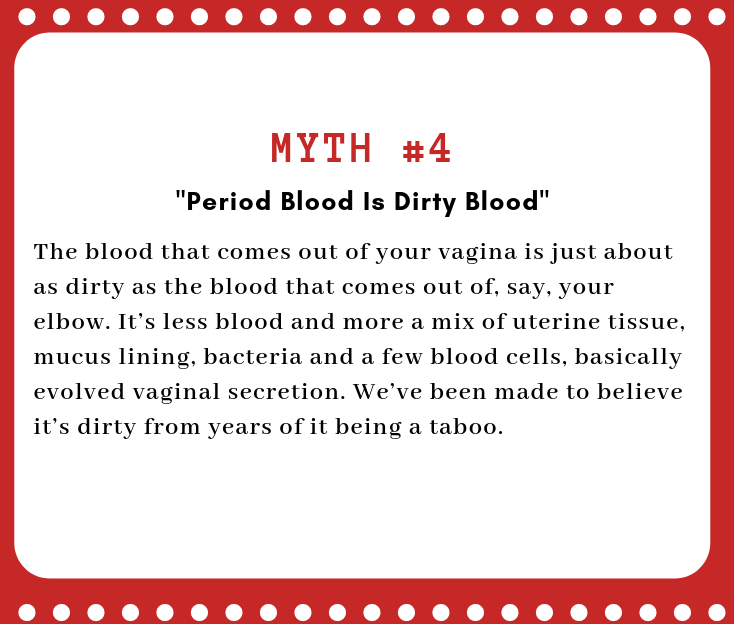 MYTH #4
"Period Blood Is Dirty Blood"
The blood that comes out of your vagina is just about
as dirty as the blood that comes out of, say, your
elbow. It’s less blood and more a mix of uterine tissue,
mucus lining, bacteria and a few blood cells, basically
evolved vaginal secretion. We’ve been made to believe
it’s dirty from years of it being a taboo.